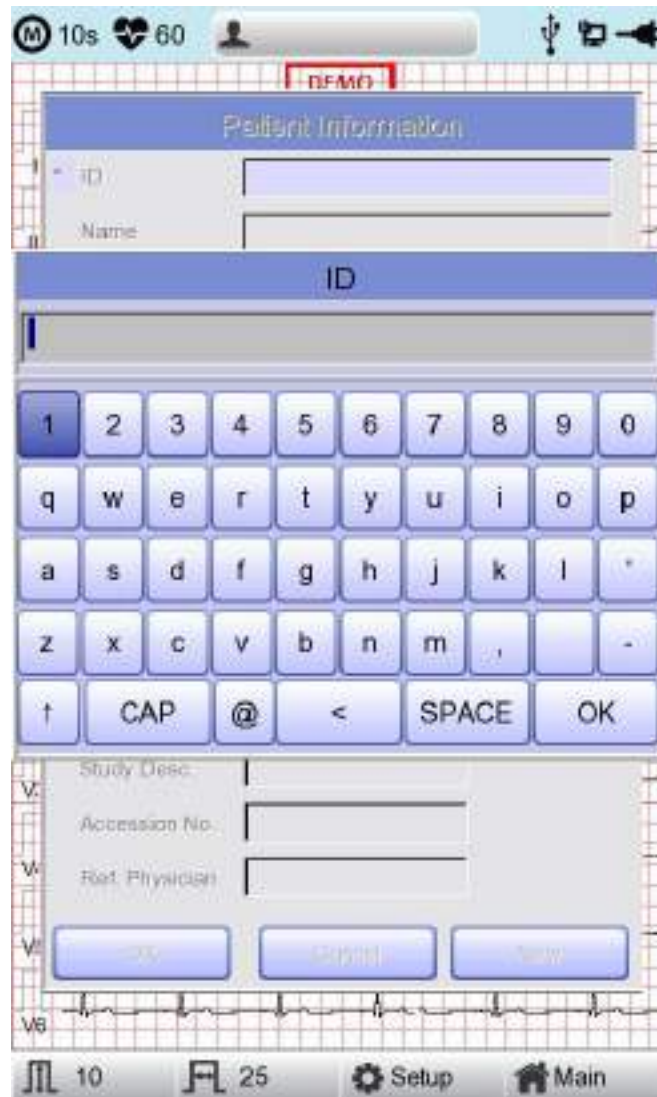 M 10s 60
DEMO
Patient Information
* ID
Name
ID
1 2 3 4 5 6 7 8 9 0
q w e r t y u i o p
a s d f g h j k l
z x c v b n m , -
↑ CAP @ < SPACE OK
Study Desc.
Accession No.
Ref. Physician
V6
10 25 Setup Main